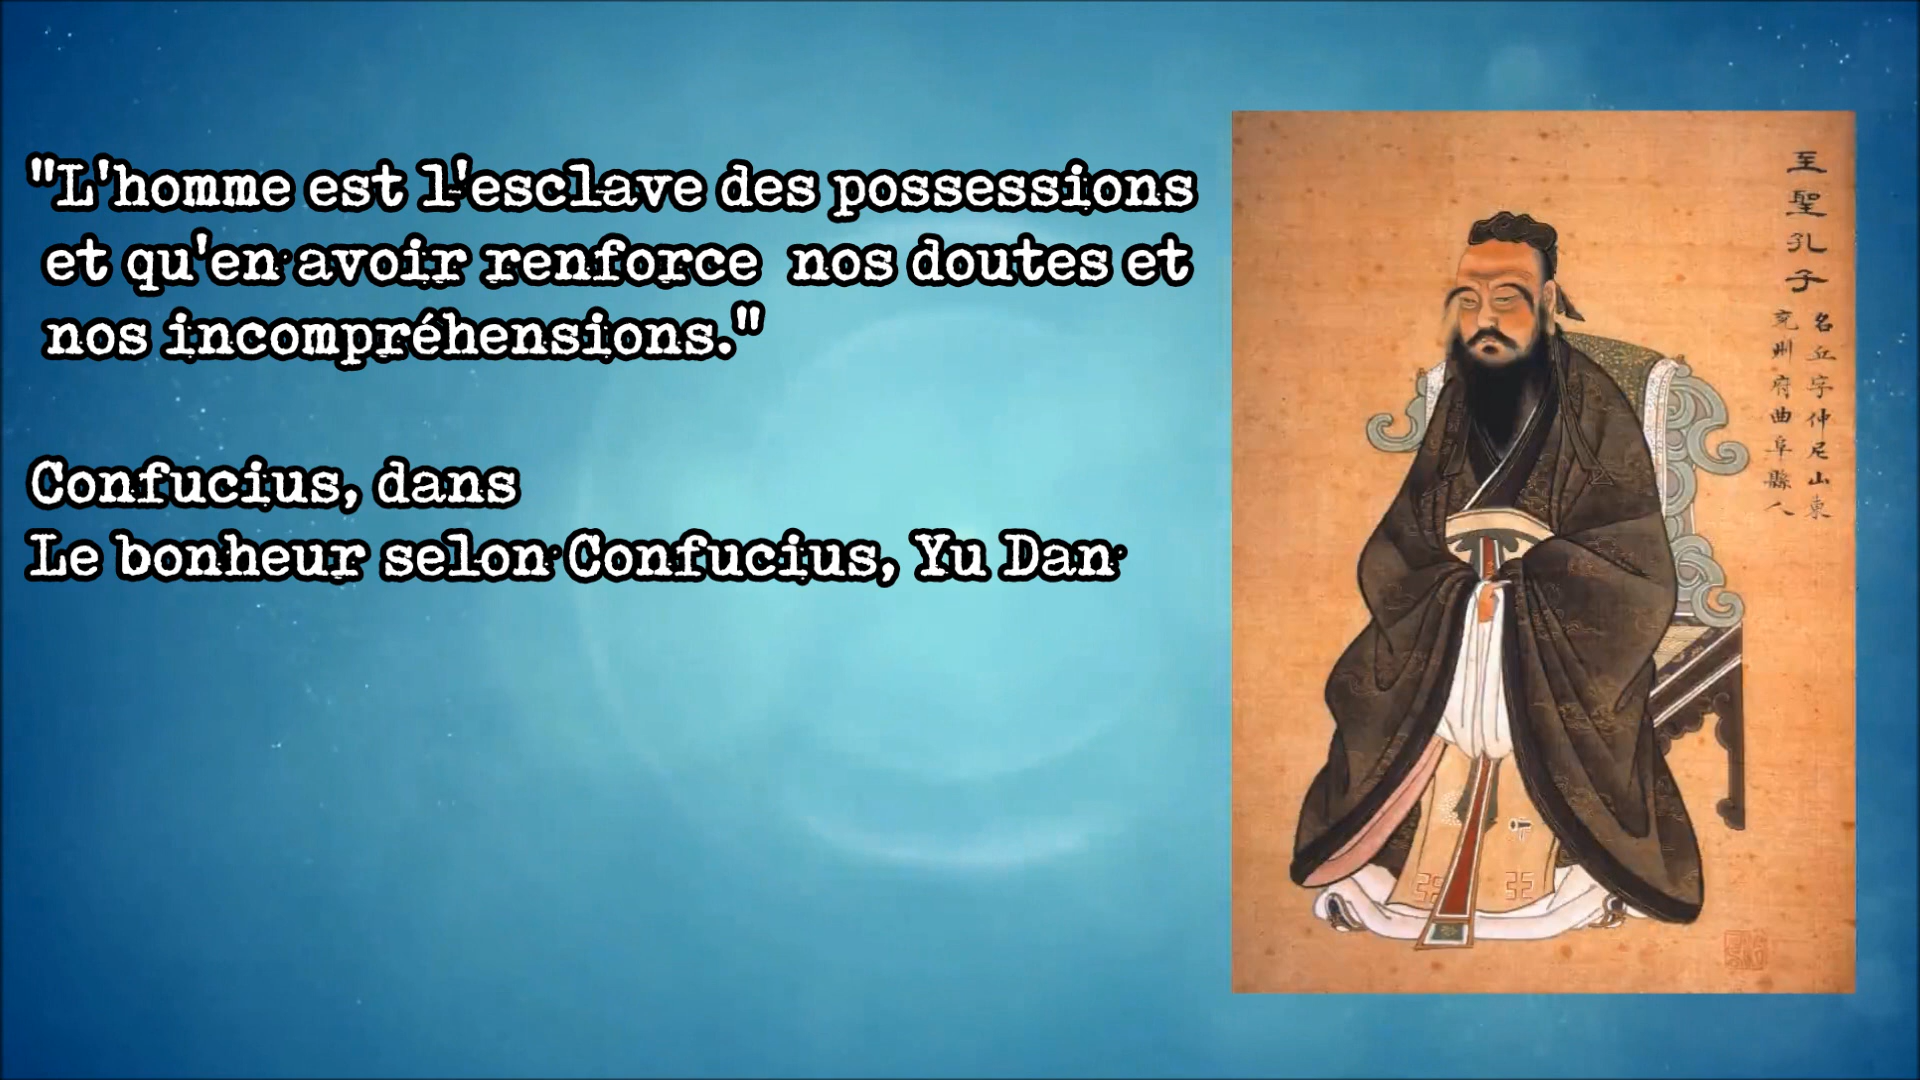 "L'homme est l'esclave des possessions
et qu'en avoir renforce nos doutes et
nos incompréhensions."
Confucius, dans
Le bonheur selon Confucius, Yu Dan
至聖孔子
名丘字仲尼山東
兗州府曲阜縣人